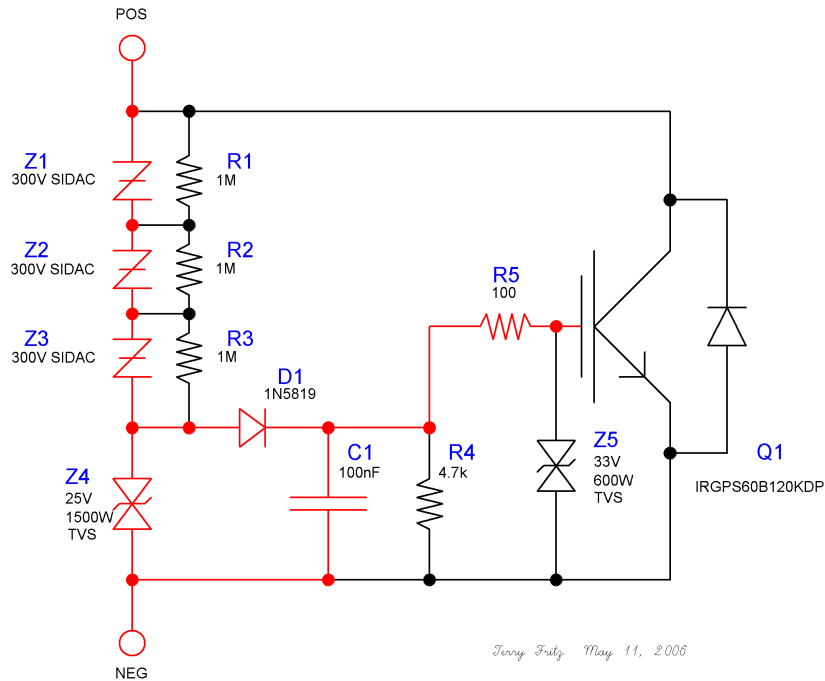 POS
Z1
300V SIDAC
R1
1M
Z2
300V SIDAC
R2
1M
Z3
300V SIDAC
R3
1M
D1
1N5819
R5
100
Z4
25V
1500W
TVS
C1
100nF
R4
4.7k
Z5
33V
600W
TVS
Q1
IRGPS60B120KDP
NEG
Terry Fritz May 11, 2006